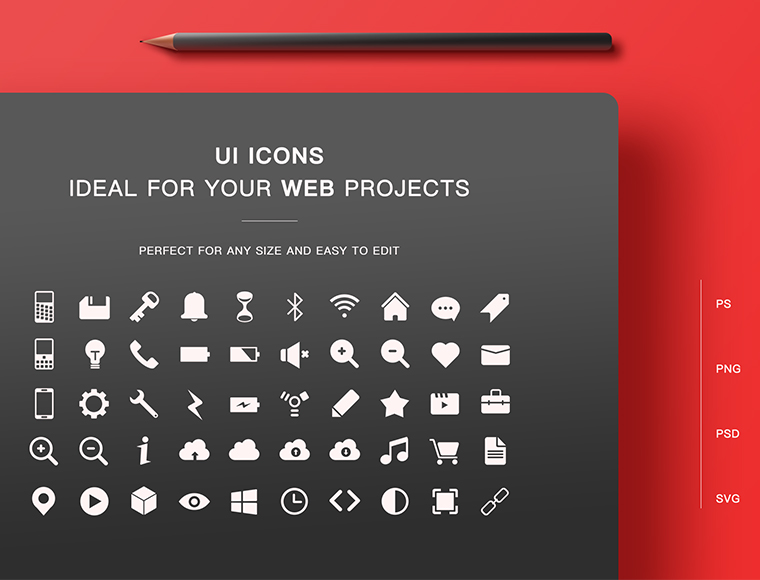 UI ICONS
IDEAL FOR YOUR WEB PROJECTS
PERFECT FOR ANY SIZE AND EASY TO EDIT
PS
PNG
PSD
SVG